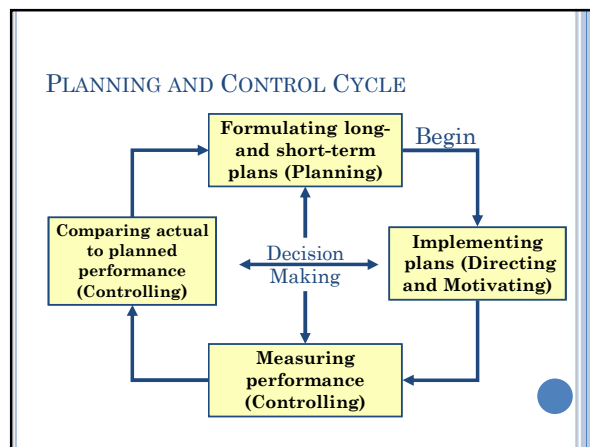 PLANNING AND CONTROL CYCLE
Formulating long-
and short-term
plans (Planning)
Begin
Comparing actual
to planned
performance
(Controlling)
Decision
Making
Implementing
plans (Directing
and Motivating)
Measuring
performance
(Controlling)